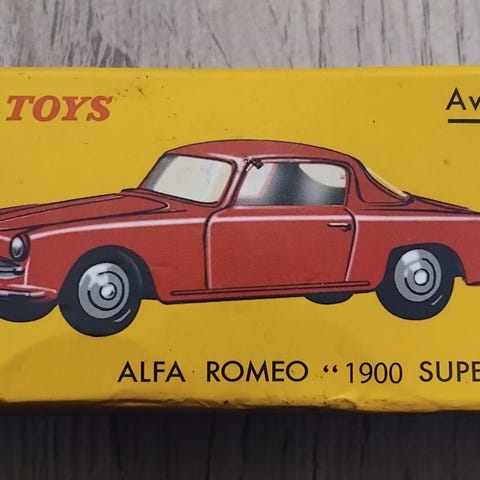 TOYS
Av
ALFA ROMEO “1900 SUPE